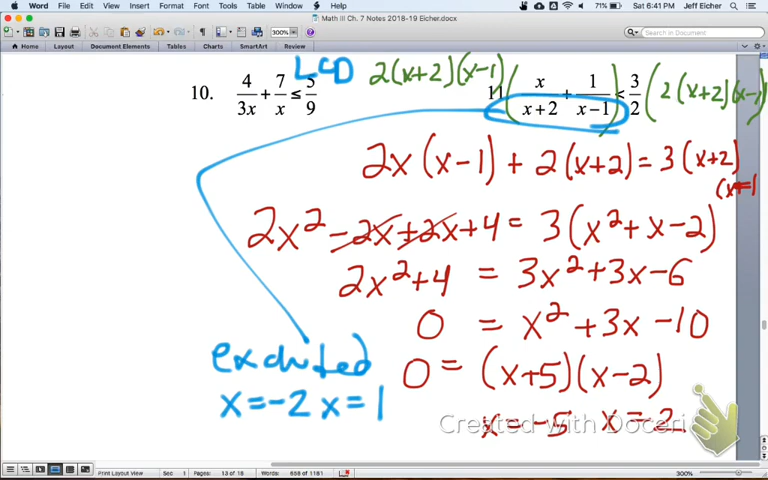 Word File Edit View Insert Format Font Tools Table Window Help 71% Sat 6:41 PM Jeff Eicher
Math III Ch. 7 Notes 2018-19 Eicher.docx
300% Search in Document
Home Layout Document Elements Tables Charts SmartArt Review
LCD 2(x+2)(x-1)
10. 4/3x + 7/x ≤ 5/9
11 ( x/x+2 + 1/x-1 ) < 3/2 ( 2(x+2)(x-1)
2x(x-1) + 2(x+2) = 3(x+2)
(x-1
2x² -2x+2x+4 = 3(x²+x-2)
2x²+4 = 3x²+3x-6
0 = x²+3x-10
excluded 0 = (x+5)(x-2)
x=-2 x=1 x=-5 x=2
Created with Doceri
Print Layout View Sec 1 Pages: 13 of 18 Words: 658 of 1181 300%